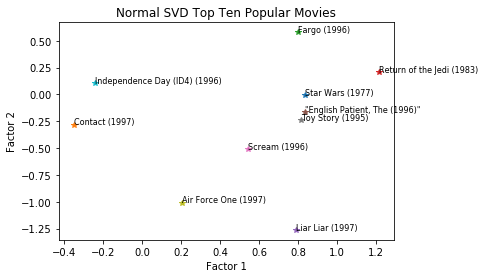 Normal SVD Top Ten Popular Movies
Fargo (1996)
0.50
0.25
Return of the Jedi (1983)
Independence Day (ID4) (1996)
0.00
Star Wars (1977)
"English Patient, The (1996)"
−0.25
Toy Story (1995)
Contact (1997)
Factor 2
−0.50
Scream (1996)
−0.75
−1.00
Air Force One (1997)
−1.25
Liar Liar (1997)
−0.4 −0.2 0.0 0.2 0.4 0.6 0.8 1.0 1.2
Factor 1